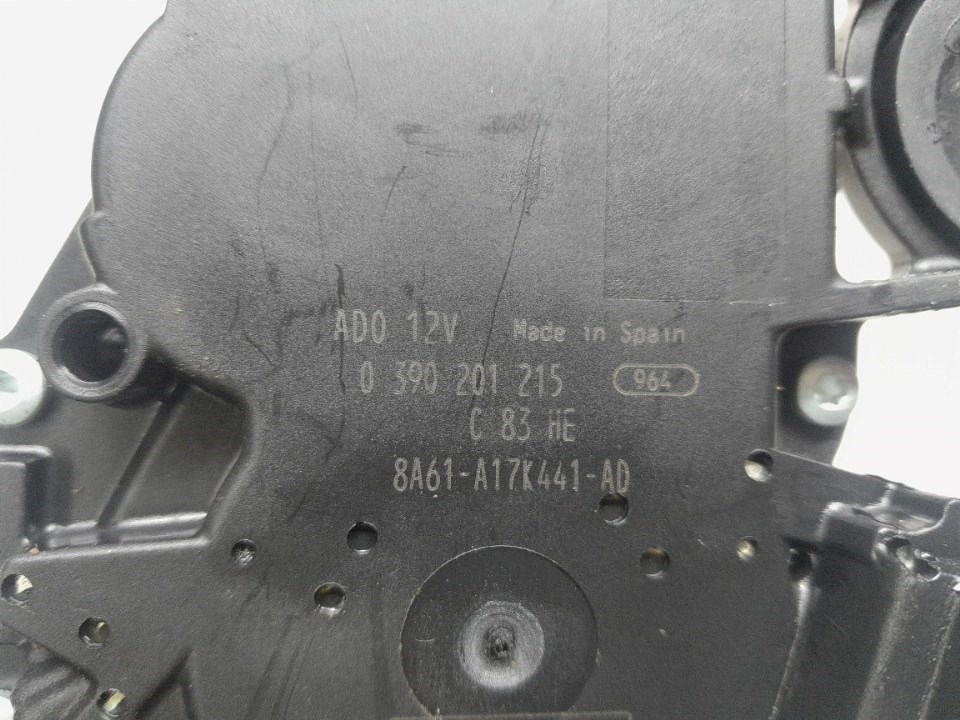 ADO 12V Made in Spain
0 390 201 215 964
C 83 HE
8A61-A17K441-AD